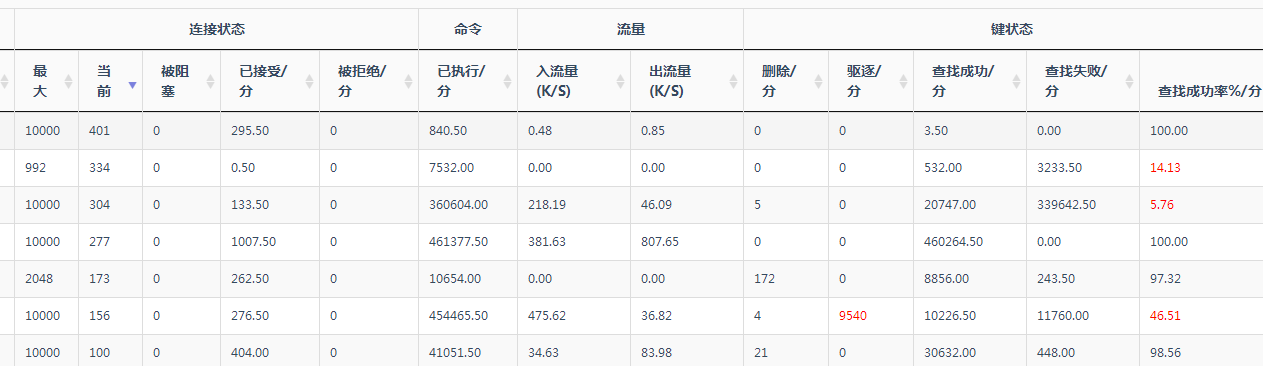 连接状态 命令 流量 键状态
最大 当前 被阻塞 已接受/分 被拒绝/分 已执行/分 入流量(K/S) 出流量(K/S) 删除/分 驱逐/分 查找成功/分 查找失败/分 查找成功率%/分
10000 401 0 295.50 0 840.50 0.48 0.85 0 0 3.50 0.00 100.00
992 334 0 0.50 0 7532.00 0.00 0.00 0 0 532.00 3233.50 14.13
10000 304 0 133.50 0 360604.00 218.19 46.09 5 0 20747.00 339642.50 5.76
10000 277 0 1007.50 0 461377.50 381.63 807.65 0 0 460264.50 0.00 100.00
2048 173 0 262.50 0 10654.00 0.00 0.00 172 0 8856.00 243.50 97.32
10000 156 0 276.50 0 454465.50 475.62 36.82 4 9540 10226.50 11760.00 46.51
10000 100 0 404.00 0 41051.50 34.63 83.98 21 0 30632.00 448.00 98.56